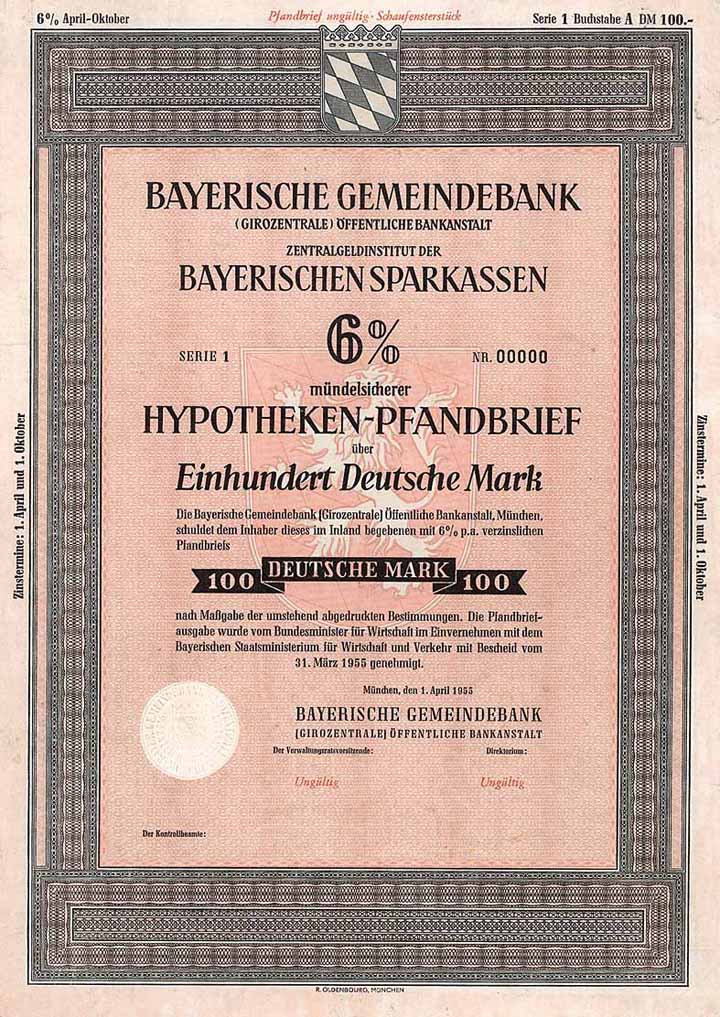 6% April-Oktober
Pfandbrief ungültig · Schaufensterstück
Serie 1 Buchstabe A DM 100.-
BAYERISCHE GEMEINDEBANK
(GIROZENTRALE) ÖFFENTLICHE BANKANSTALT
ZENTRALGELDINSTITUT DER
BAYERISCHEN SPARKASSEN
6%
SERIE 1
NR. 00000
mündelsicherer
HYPOTHEKEN-PFANDBRIEF
über
Einhundert Deutsche Mark
Die Bayerische Gemeindebank (Girozentrale) Öffentliche Bankanstalt, München,
schuldet dem Inhaber dieses im Inland begebenen mit 6% p.a. verzinslichen
Pfandbriefs
100 DEUTSCHE MARK 100
nach Maßgabe der umstehend abgedruckten Bestimmungen. Die Pfandbrief-
ausgabe wurde vom Bundesminister für Wirtschaft im Einvernehmen mit dem
Bayerischen Staatsministerium für Wirtschaft und Verkehr mit Bescheid vom
31. März 1955 genehmigt.
München, den 1. April 1955
BAYERISCHE GEMEINDEBANK
(GIROZENTRALE) ÖFFENTLICHE BANKANSTALT
Der Verwaltungsratsvorsitzende:
Direktorium:
Ungültig
Ungültig
Der Kontrollbeamte:
Zinstermine: 1. April und 1. Oktober
Zinstermine: 1. April und 1. Oktober
R. OLDENBOURG, MÜNCHEN